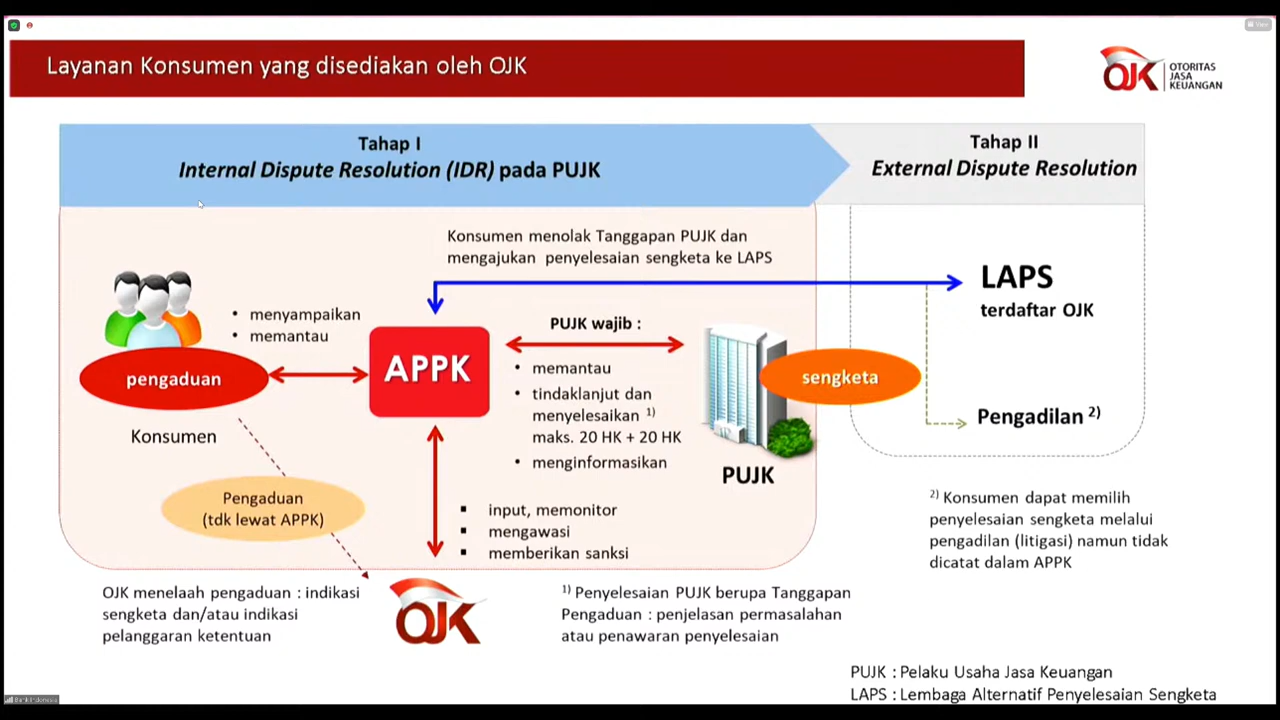 Layanan Konsumen yang disediakan oleh OJK
OJK
OTORITAS
JASA
KEUANGAN
Tahap I
Internal Dispute Resolution (IDR) pada PUJK
Tahap II
External Dispute Resolution
Konsumen menolak Tanggapan PUJK dan
mengajukan penyelesaian sengketa ke LAPS
LAPS
terdaftar OJK
• menyampaikan
• memantau
pengaduan
Konsumen
APPK
PUJK wajib :
• memantau
• tindaklanjut dan
menyelesaikan 1)
maks. 20 HK + 20 HK
• menginformasikan
PUJK
sengketa
Pengadilan 2)
Pengaduan
(tdk lewat APPK)
▪ input, memonitor
▪ mengawasi
▪ memberikan sanksi
2) Konsumen dapat memilih
penyelesaian sengketa melalui
pengadilan (litigasi) namun tidak
dicatat dalam APPK
OJK menelaah pengaduan : indikasi
sengketa dan/atau indikasi
pelanggaran ketentuan
OJK
1) Penyelesaian PUJK berupa Tanggapan
Pengaduan : penjelasan permasalahan
atau penawaran penyelesaian
PUJK : Pelaku Usaha Jasa Keuangan
LAPS : Lembaga Alternatif Penyelesaian Sengketa
Bank Indonesia